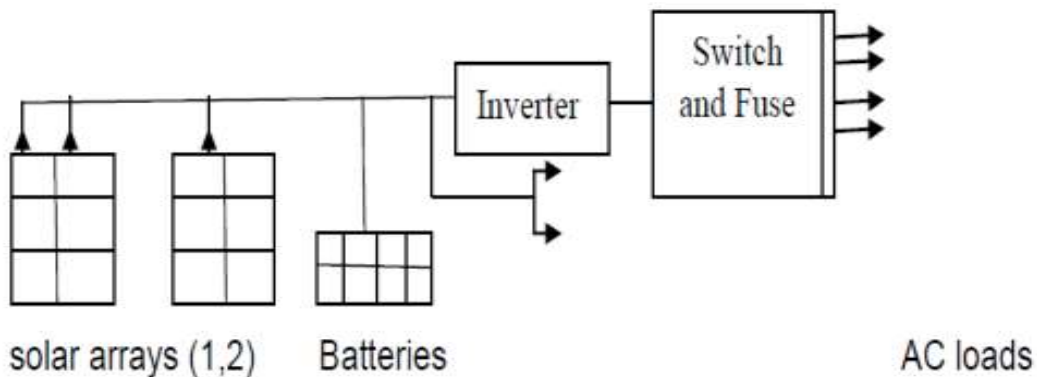 Switch
and Fuse
Inverter
solar arrays (1,2)
Batteries
AC loads